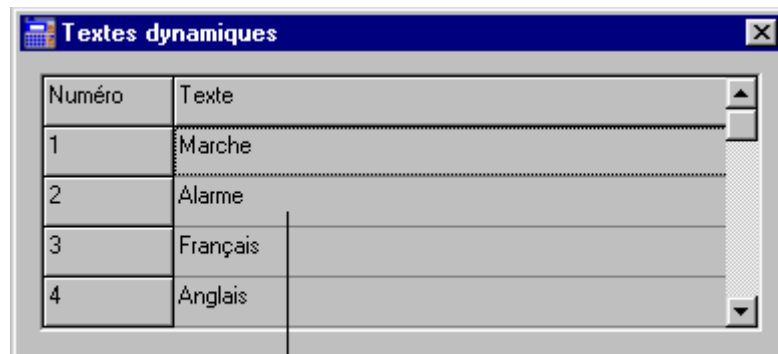 Textes dynamiques
Numéro Texte
1 Marche
2 Alarme
3 Français
4 Anglais